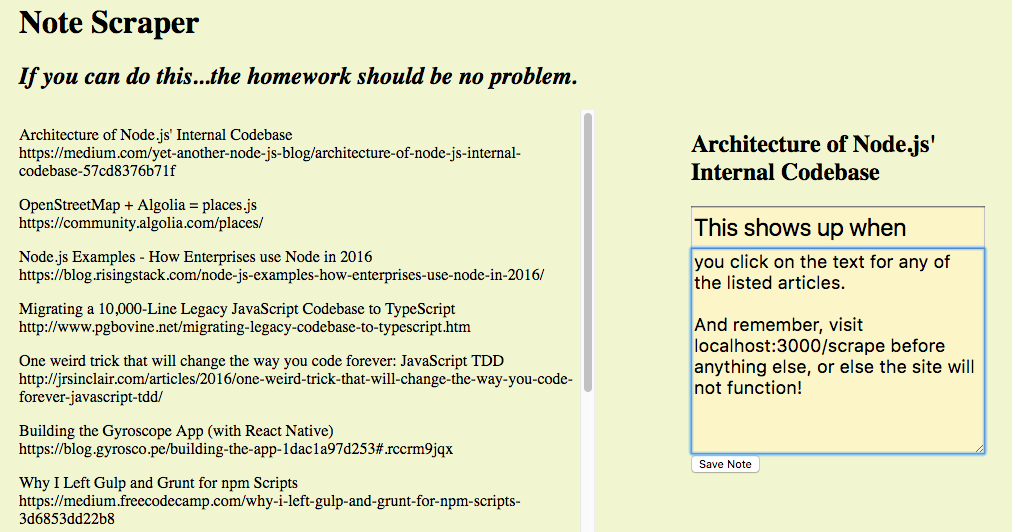 Note Scraper
If you can do this...the homework should be no problem.
Architecture of Node.js' Internal Codebase
https://medium.com/yet-another-node-js-blog/architecture-of-node-js-internal-
codebase-57cd8376b71f
OpenStreetMap + Algolia = places.js
https://community.algolia.com/places/
Node.js Examples - How Enterprises use Node in 2016
https://blog.risingstack.com/node-js-examples-how-enterprises-use-node-in-2016/
Migrating a 10,000-Line Legacy JavaScript Codebase to TypeScript
http://www.pgbovine.net/migrating-legacy-codebase-to-typescript.htm
One weird trick that will change the way you code forever: JavaScript TDD
http://jrsinclair.com/articles/2016/one-weird-trick-that-will-change-the-way-you-code-
forever-javascript-tdd/
Building the Gyroscope App (with React Native)
https://blog.gyrosco.pe/building-the-app-1dac1a97d253#.rccrm9jqx
Why I Left Gulp and Grunt for npm Scripts
https://medium.freecodecamp.com/why-i-left-gulp-and-grunt-for-npm-scripts-
3d6853dd22b8
Architecture of Node.js'
Internal Codebase
This shows up when
you click on the text for any of
the listed articles.
And remember, visit
localhost:3000/scrape before
anything else, or else the site will
not function!
Save Note